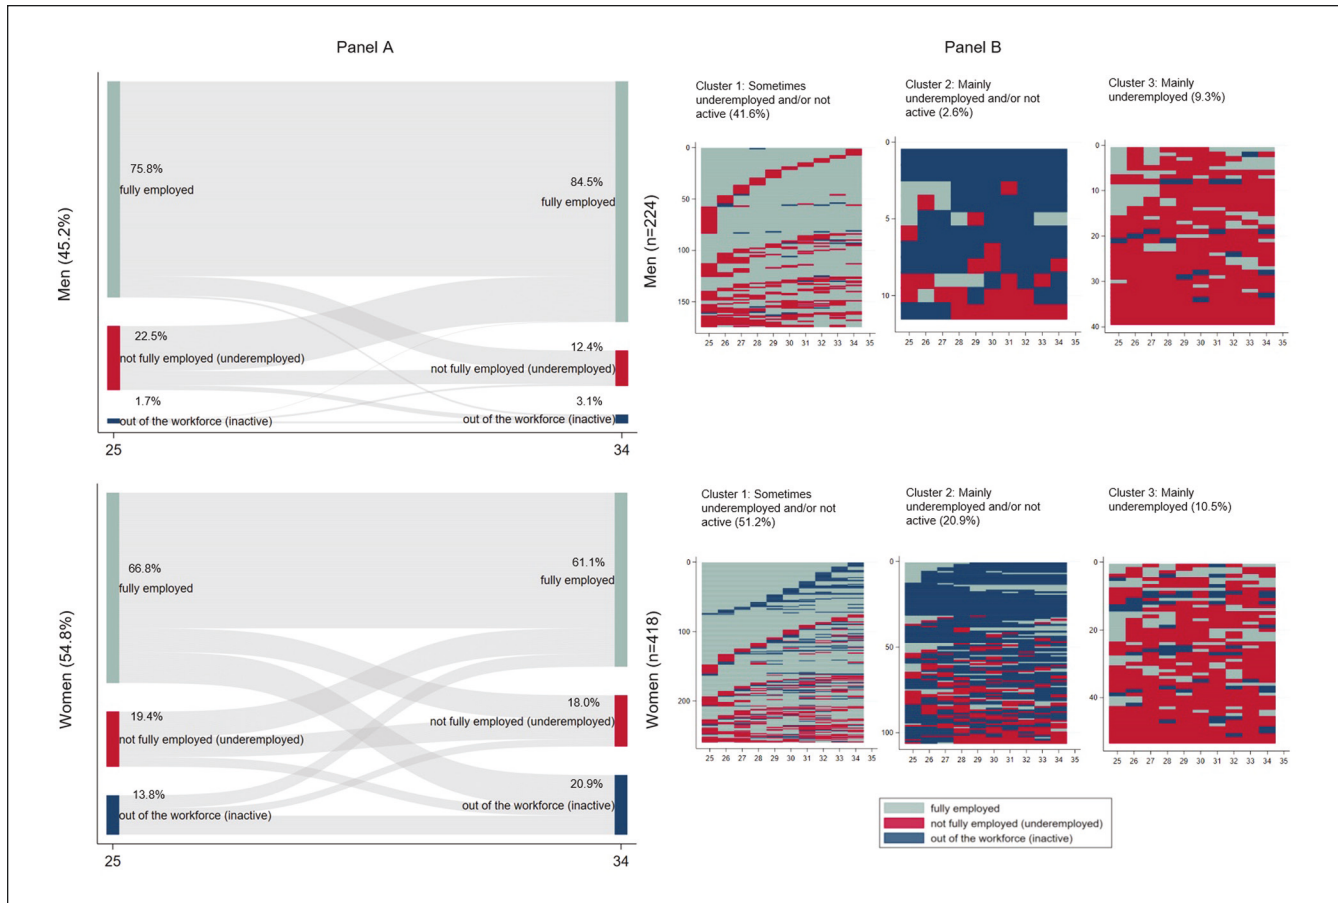 Panel A
Panel B
Men (45.2%)
75.8%
fully employed
84.5%
fully employed
22.5%
not fully employed (underemployed)
12.4%
not fully employed (underemployed)
1.7%
out of the workforce (inactive)
3.1%
out of the workforce (inactive)
25
34
Men (n=224)
Cluster 1: Sometimes
underemployed and/or not
active (41.6%)
0
50
100
150
25 26 27 28 29 30 31 32 33 34 35
Cluster 2: Mainly
underemployed and/or not
active (2.6%)
0
5
10
25 26 27 28 29 30 31 32 33 34 35
Cluster 3: Mainly
underemployed (9.3%)
0
10
20
30
40
25 26 27 28 29 30 31 32 33 34 35
Women (54.8%)
66.8%
fully employed
61.1%
fully employed
19.4%
not fully employed (underemployed)
18.0%
not fully employed (underemployed)
13.8%
out of the workforce (inactive)
20.9%
out of the workforce (inactive)
25
34
Women (n=418)
Cluster 1: Sometimes
underemployed and/or not
active (51.2%)
0
100
200
25 26 27 28 29 30 31 32 33 34 35
Cluster 2: Mainly
underemployed and/or not
active (20.9%)
0
50
100
25 26 27 28 29 30 31 32 33 34 35
Cluster 3: Mainly
underemployed (10.5%)
0
20
40
25 26 27 28 29 30 31 32 33 34 35
fully employed
not fully employed (underemployed)
out of the workforce (inactive)